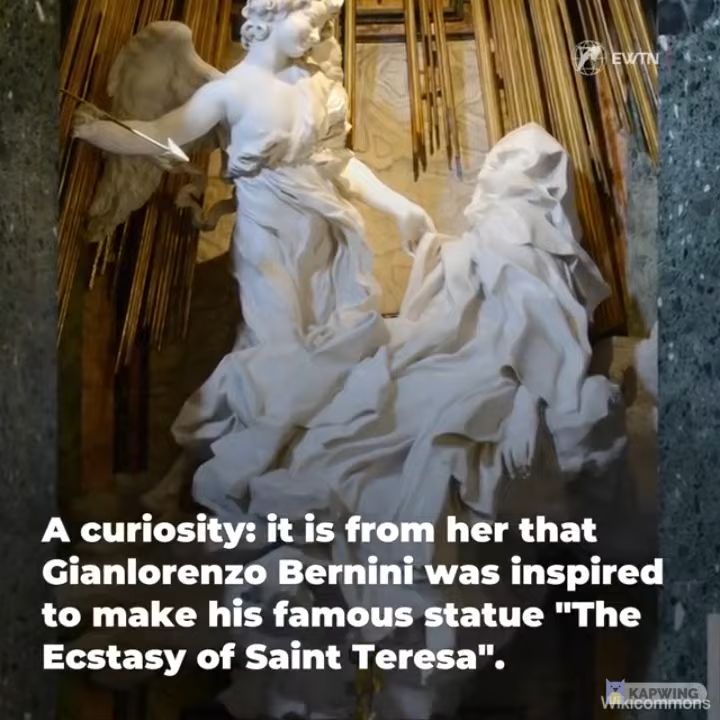 EWTN
A curiosity: it is from her that
Gianlorenzo Bernini was inspired
to make his famous statue "The
Ecstasy of Saint Teresa".
KAPWING
Wikicommons